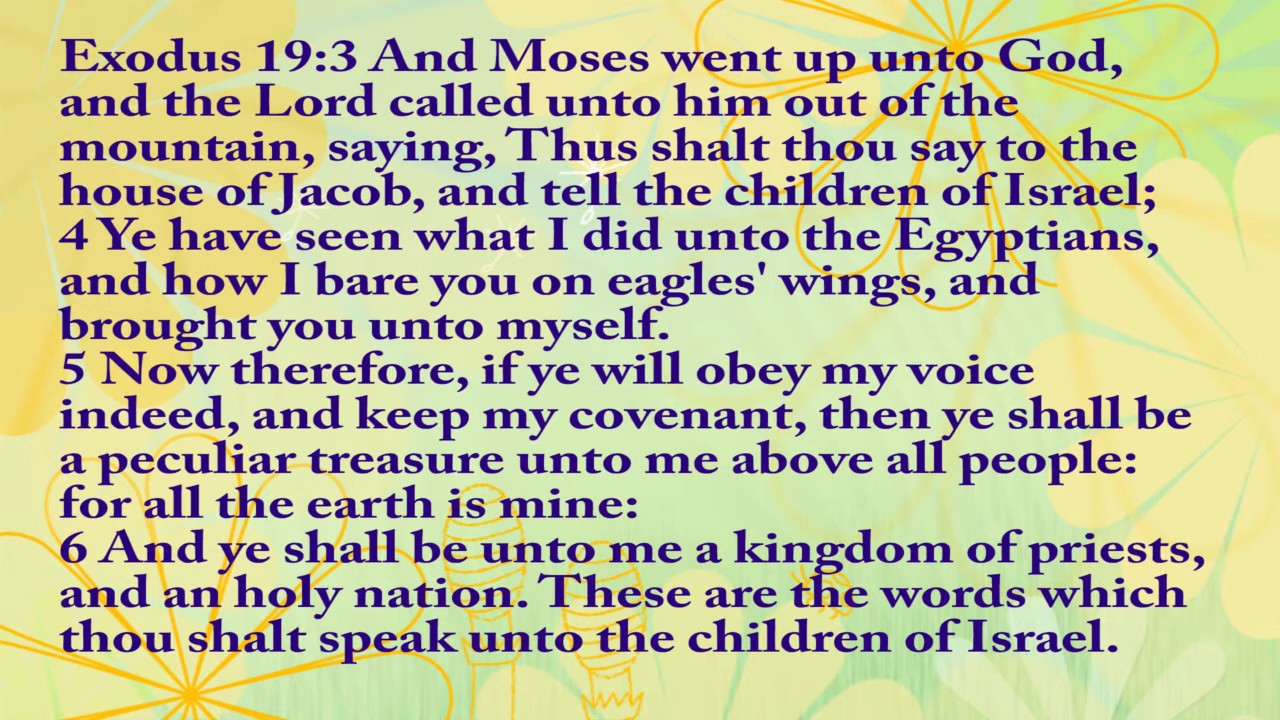 Exodus 19:3 And Moses went up unto God,
and the Lord called unto him out of the
mountain, saying, Thus shalt thou say to the
house of Jacob, and tell the children of Israel;
4 Ye have seen what I did unto the Egyptians,
and how I bare you on eagles' wings, and
brought you unto myself.
5 Now therefore, if ye will obey my voice
indeed, and keep my covenant, then ye shall be
a peculiar treasure unto me above all people:
for all the earth is mine:
6 And ye shall be unto me a kingdom of priests,
and an holy nation. These are the words which
thou shalt speak unto the children of Israel.